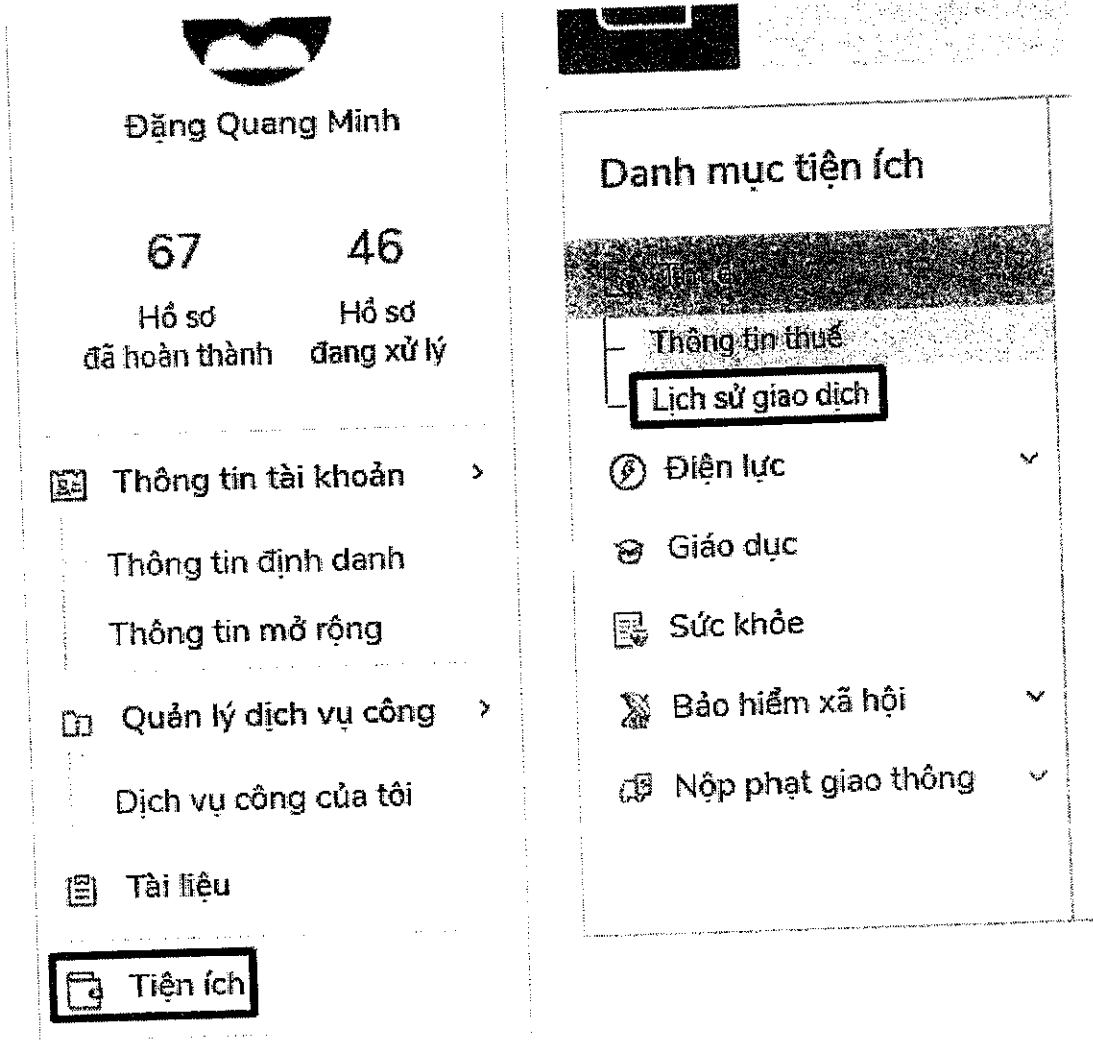 Đặng Quang Minh
67
46
Hồ sơ
đã hoàn thành
Hồ sơ
đang xử lý
Thông tin tài khoản
Thông tin định danh
Thông tin mở rộng
Quản lý dịch vụ công
Dịch vụ công của tôi
Tài liệu
Tiện ích
Danh mục tiện ích
Thuế
Thông tin thuế
Lịch sử giao dịch
Điện lực
Giáo dục
Sức khỏe
Bảo hiểm xã hội
Nộp phạt giao thông